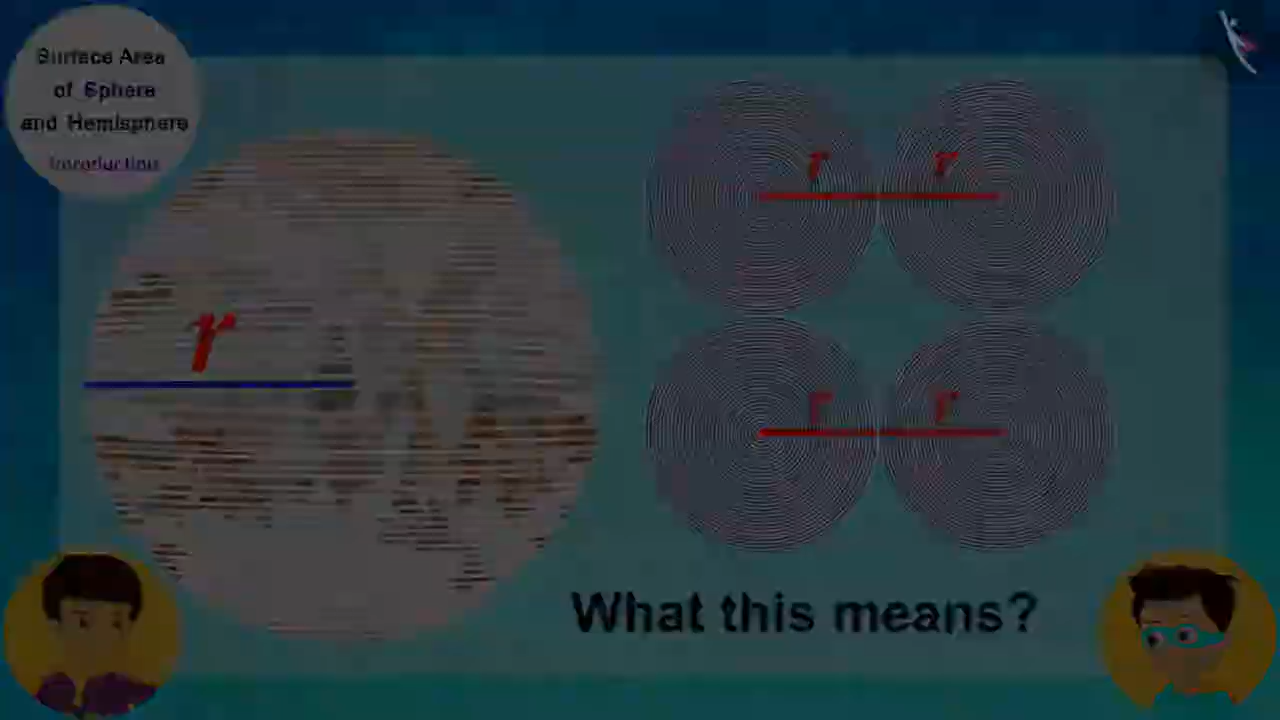 Surface Area
of Sphere
and Hemisphere
Introduction
r
r r
r r
What this means?